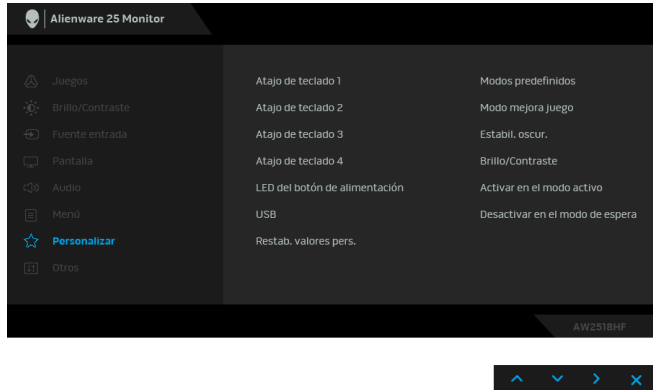 Alienware 25 Monitor
Juegos
Brillo/Contraste
Fuente entrada
Pantalla
Audio
Menú
Personalizar
Otros
Atajo de teclado 1 Modos predefinidos
Atajo de teclado 2 Modo mejora juego
Atajo de teclado 3 Estabil. oscur.
Atajo de teclado 4 Brillo/Contraste
LED del botón de alimentación Activar en el modo activo
USB Desactivar en el modo de espera
Restab. valores pers.
AW2518HF